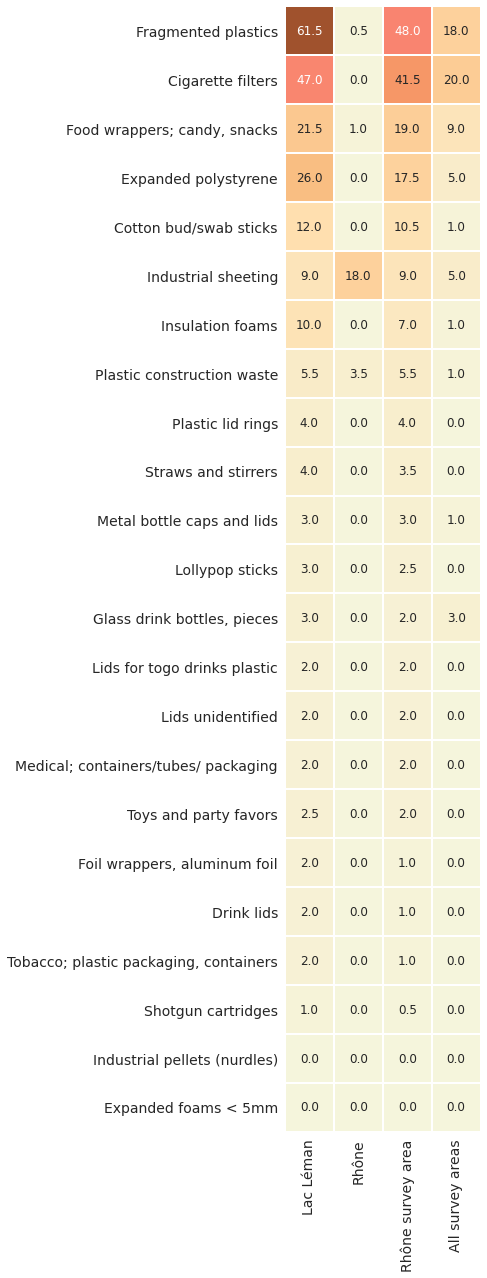 Fragmented plastics 61.5 0.5 48.0 18.0
Cigarette filters 47.0 0.0 41.5 20.0
Food wrappers; candy, snacks 21.5 1.0 19.0 9.0
Expanded polystyrene 26.0 0.0 17.5 5.0
Cotton bud/swab sticks 12.0 0.0 10.5 1.0
Industrial sheeting 9.0 18.0 9.0 5.0
Insulation foams 10.0 0.0 7.0 1.0
Plastic construction waste 5.5 3.5 5.5 1.0
Plastic lid rings 4.0 0.0 4.0 0.0
Straws and stirrers 4.0 0.0 3.5 0.0
Metal bottle caps and lids 3.0 0.0 3.0 1.0
Lollypop sticks 3.0 0.0 2.5 0.0
Glass drink bottles, pieces 3.0 0.0 2.0 3.0
Lids for togo drinks plastic 2.0 0.0 2.0 0.0
Lids unidentified 2.0 0.0 2.0 0.0
Medical; containers/tubes/ packaging 2.0 0.0 2.0 0.0
Toys and party favors 2.5 0.0 2.0 0.0
Foil wrappers, aluminum foil 2.0 0.0 1.0 0.0
Drink lids 2.0 0.0 1.0 0.0
Tobacco; plastic packaging, containers 2.0 0.0 1.0 0.0
Shotgun cartridges 1.0 0.0 0.5 0.0
Industrial pellets (nurdles) 0.0 0.0 0.0 0.0
Expanded foams < 5mm 0.0 0.0 0.0 0.0
Lac Léman
Rhône
Rhône survey area
All survey areas